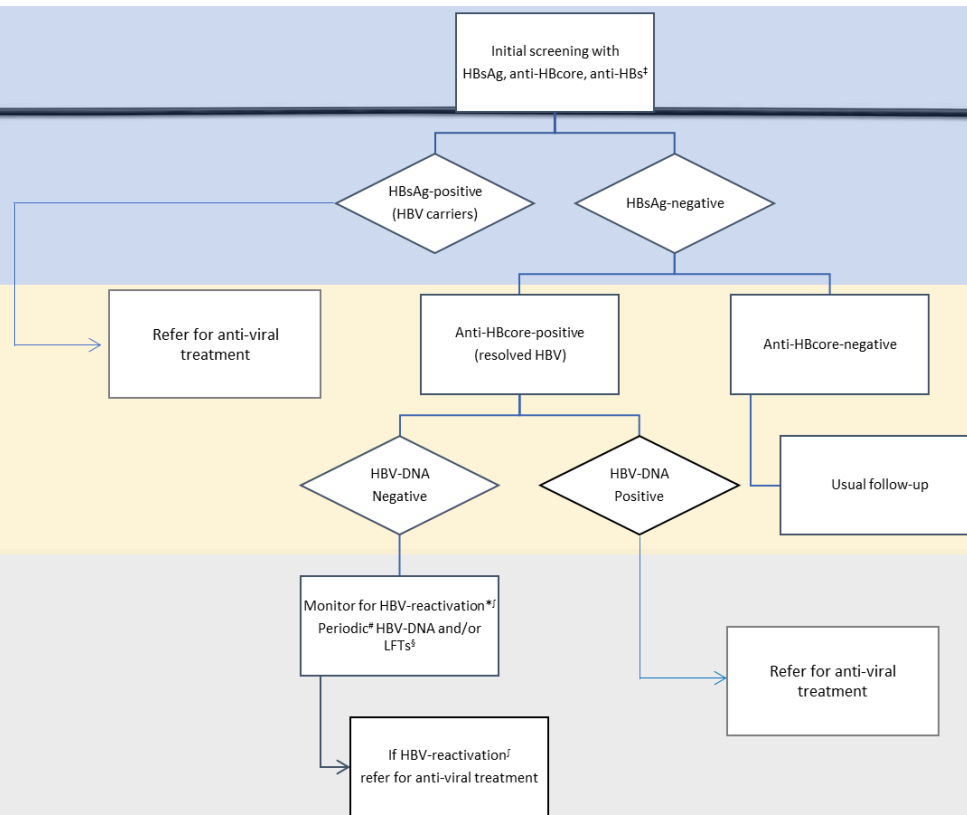 Initial screening with
HBsAg, anti-HBcore, anti-HBs‡
HBsAg-positive
(HBV carriers)
HBsAg-negative
Refer for anti-viral
treatment
Anti-HBcore-positive
(resolved HBV)
Anti-HBcore-negative
HBV-DNA
Negative
HBV-DNA
Positive
Usual follow-up
Monitor for HBV-reactivation*ʃ
Periodic# HBV-DNA and/or
LFTs§
Refer for anti-viral
treatment
If HBV-reactivationʃ
refer for anti-viral treatment